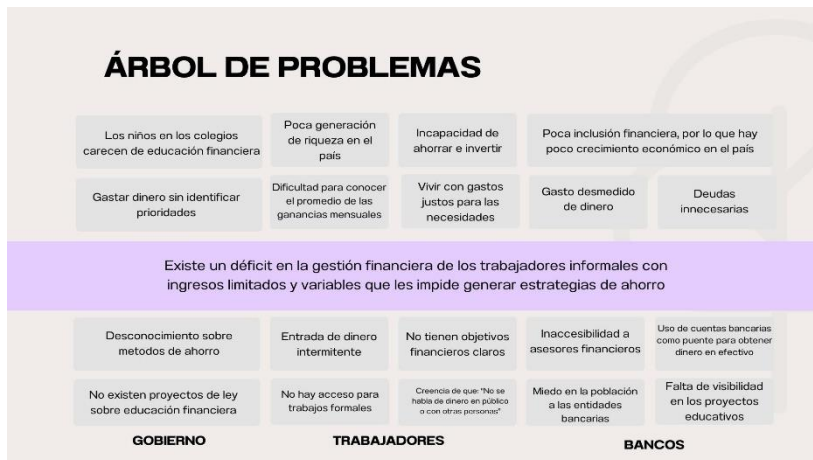 ÁRBOL DE PROBLEMAS
Los niños en los colegios
carecen de educación financiera
Poca generación
de riqueza en el
país
Incapacidad de
ahorrar e invertir
Poca inclusión financiera, por lo que hay
poco crecimiento económico en el país
Gastar dinero sin identificar
prioridades
Dificultad para conocer
el promedio de las
ganancias mensuales
Vivir con gastos
justos para las
necesidades
Gasto desmedido
de dinero
Deudas
innecesarias
Existe un déficit en la gestión financiera de los trabajadores informales con
ingresos limitados y variables que les impide generar estrategias de ahorro
Desconocimiento sobre
metodos de ahorro
Entrada de dinero
intermitente
No tienen objetivos
financieros claros
Inaccesibilidad a
asesores financieros
Uso de cuentas bancarias
como puente para obtener
dinero en efectivo
No existen proyectos de ley
sobre educación financiera
No hay acceso para
trabajos formales
Creencia de que: "No se
habla de dinero en público
o con otras personas"
Miedo en la población
a las entidades
bancarias
Falta de visibilidad
en los proyectos
educativos
GOBIERNO
TRABAJADORES
BANCOS